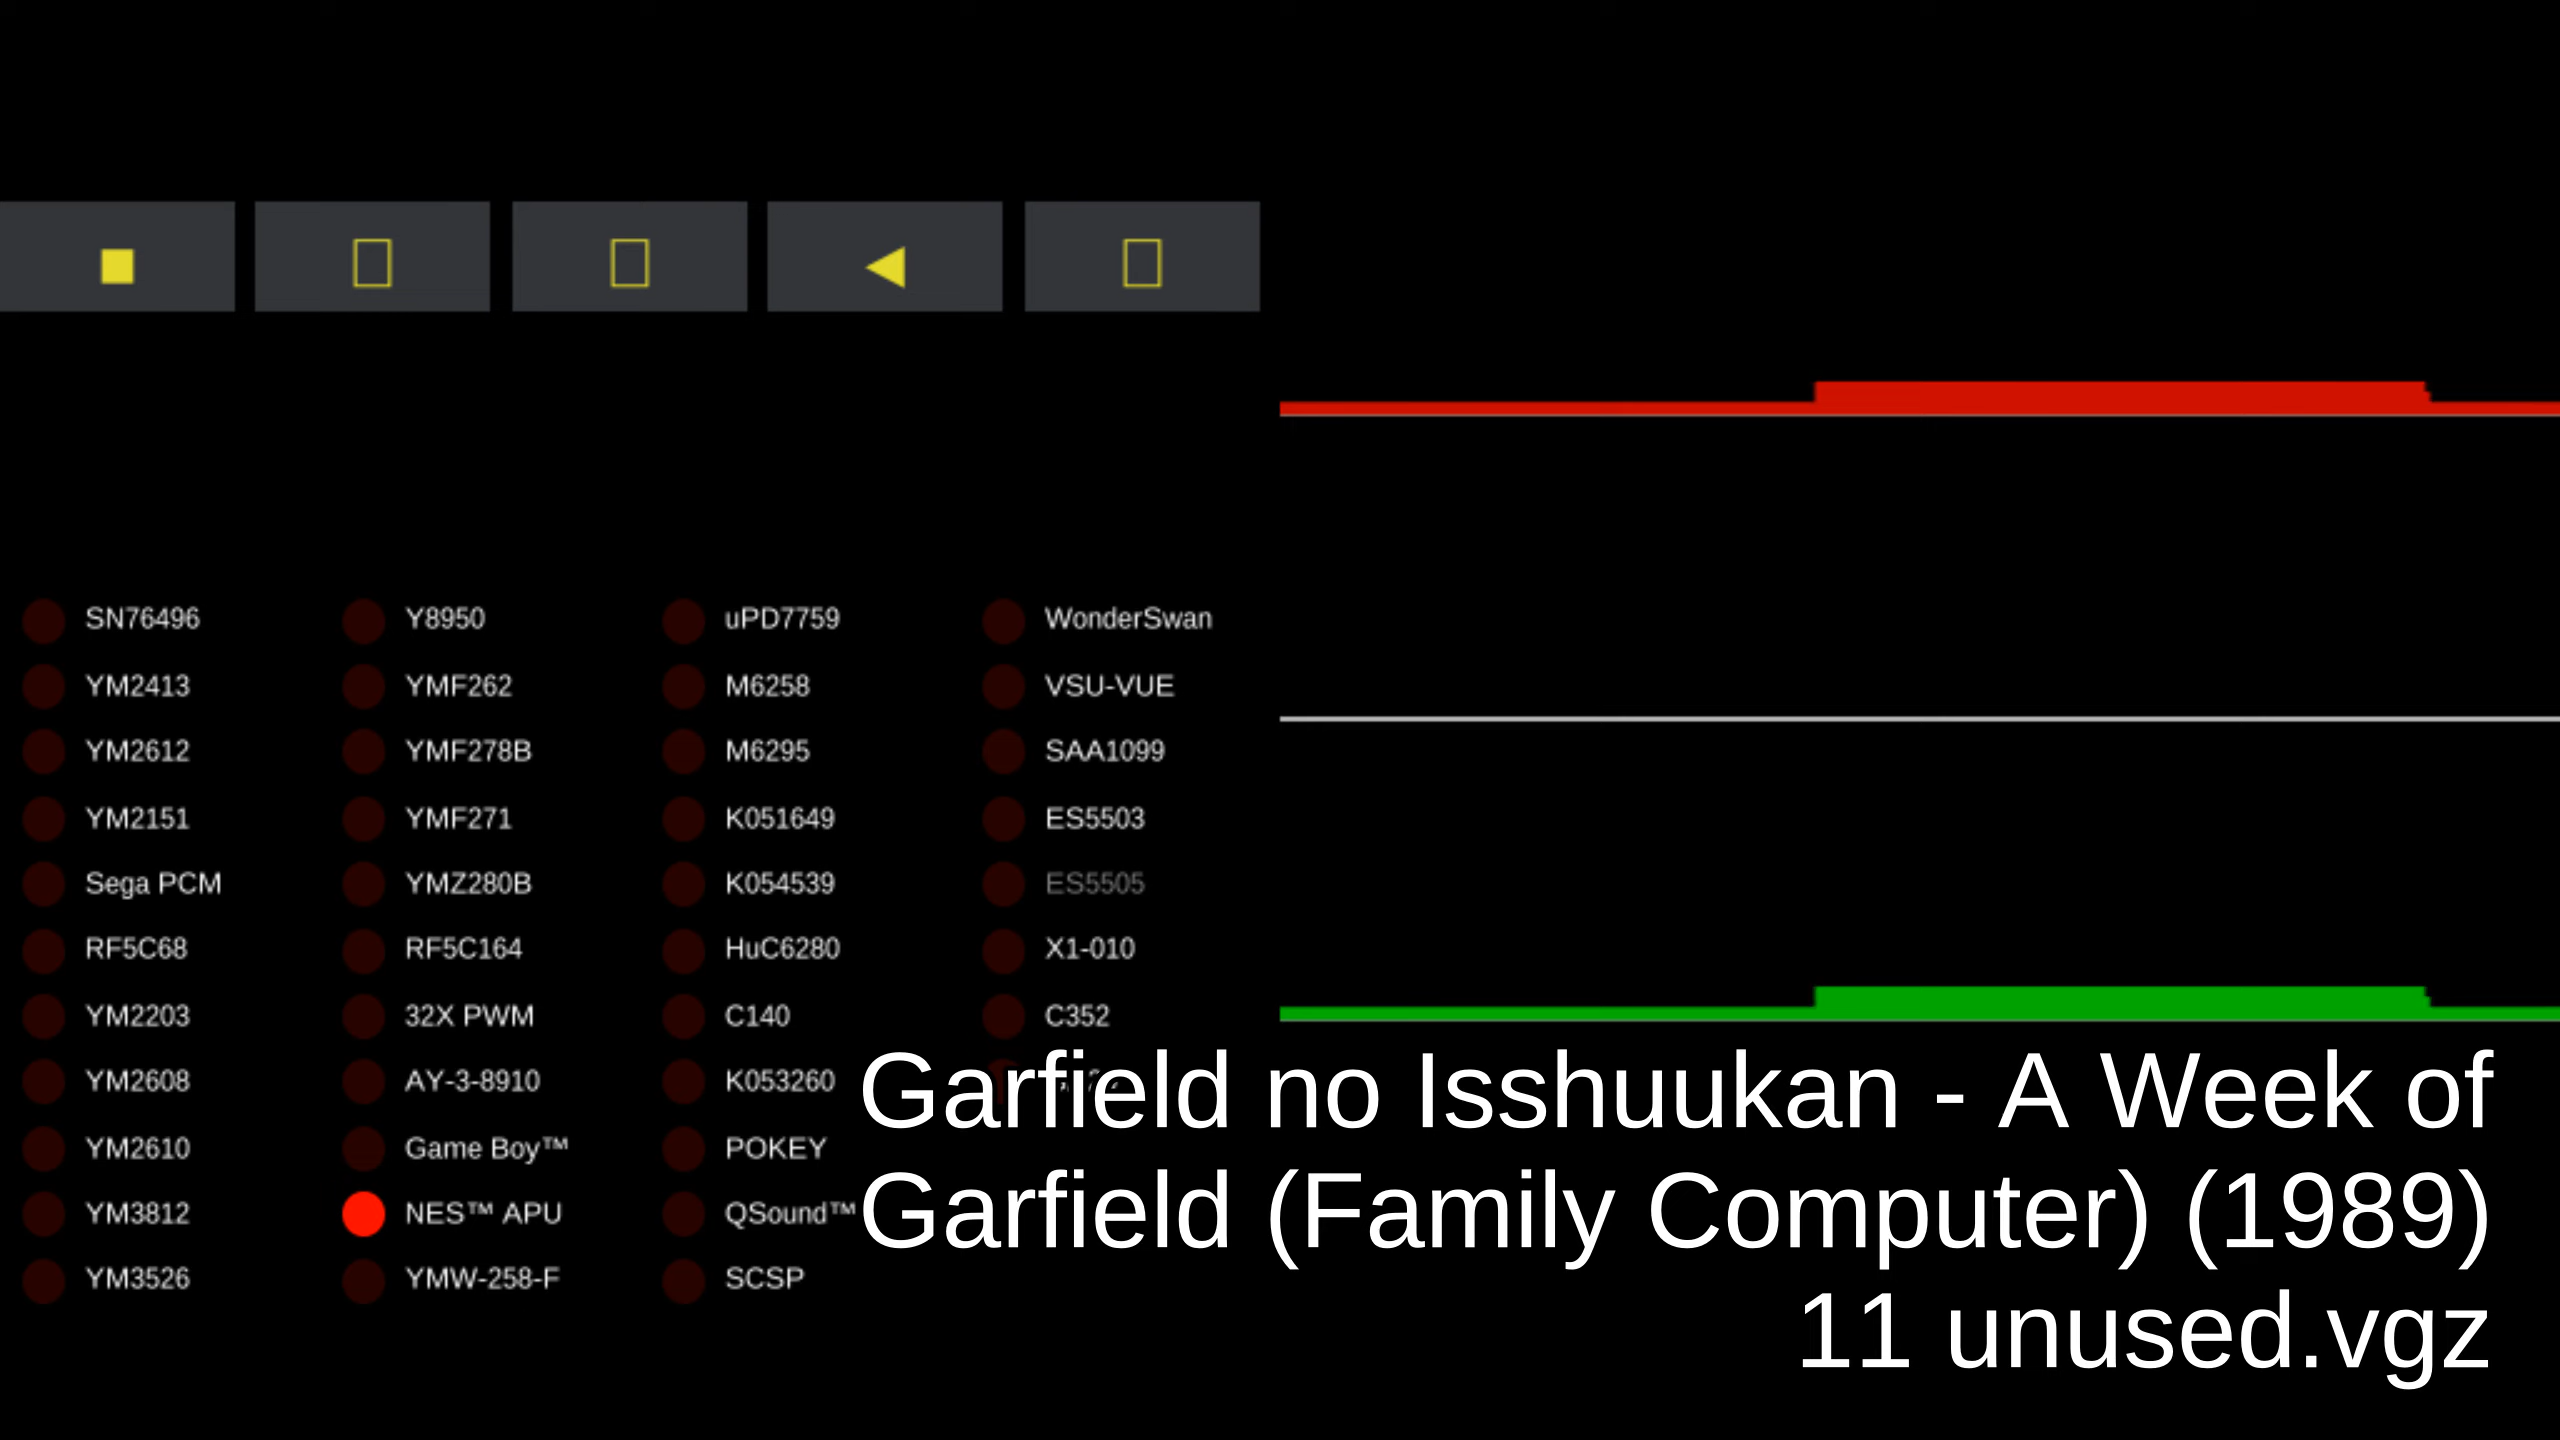 SN76496
Y8950
uPD7759
WonderSwan
YM2413
YMF262
M6258
VSU-VUE
YM2612
YMF278B
M6295
SAA1099
YM2151
YMF271
K051649
ES5503
Sega PCM
YMZ280B
K054539
ES5505
RF5C68
RF5C164
HuC6280
X1-010
YM2203
32X PWM
C140
C352
YM2608
AY-3-8910
K053260
YM2610
Game Boy™
POKEY
YM3812
NES™ APU
QSound™
YM3526
YMW-258-F
SCSP
Garfield no Isshuukan - A Week of
Garfield (Family Computer) (1989)
11 unused.vgz